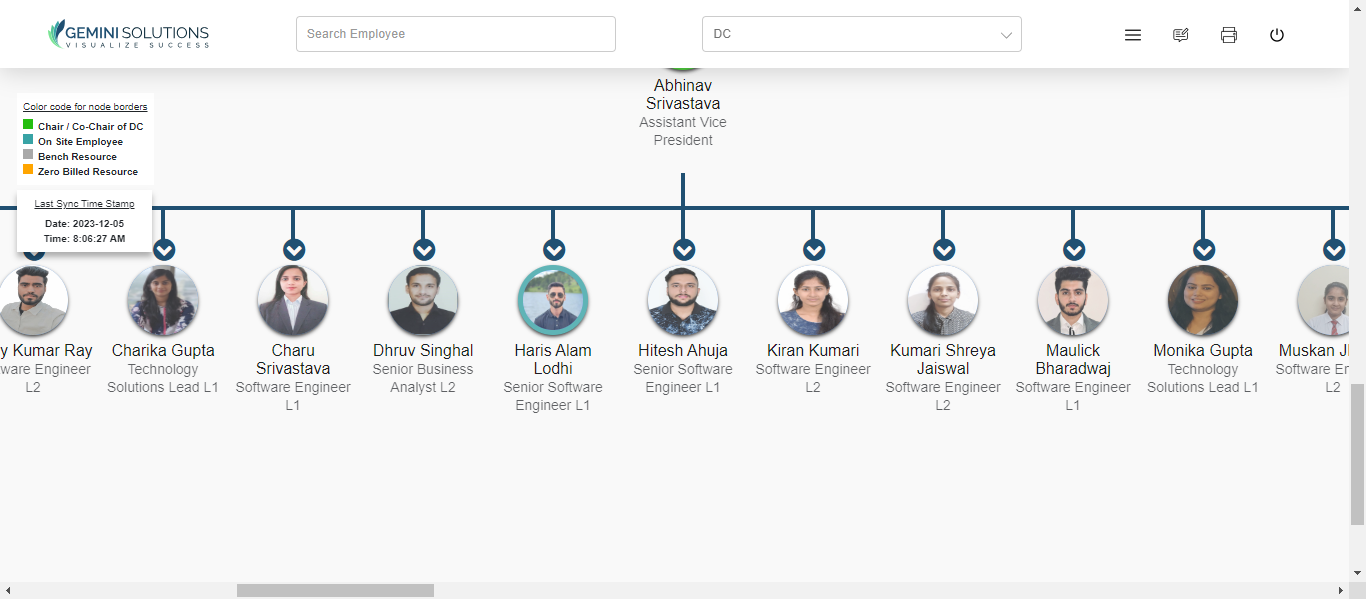 GEMINI SOLUTIONS
VISUALIZE SUCCESS
Search Employee
DC
Abhinav
Srivastava
Assistant Vice
President
Color code for node borders
Chair / Co-Chair of DC
On Site Employee
Bench Resource
Zero Billed Resource
Last Sync Time Stamp
Date: 2023-12-05
Time: 8:06:27 AM
y Kumar Ray
ware Engineer
L2
Charika Gupta
Technology
Solutions Lead L1
Charu
Srivastava
Software Engineer
L1
Dhruv Singhal
Senior Business
Analyst L2
Haris Alam
Lodhi
Senior Software
Engineer L1
Hitesh Ahuja
Senior Software
Engineer L1
Kiran Kumari
Software Engineer
L2
Kumari Shreya
Jaiswal
Software Engineer
L2
Maulick
Bharadwaj
Software Engineer
L1
Monika Gupta
Technology
Solutions Lead L1
Muskan
Software
L2